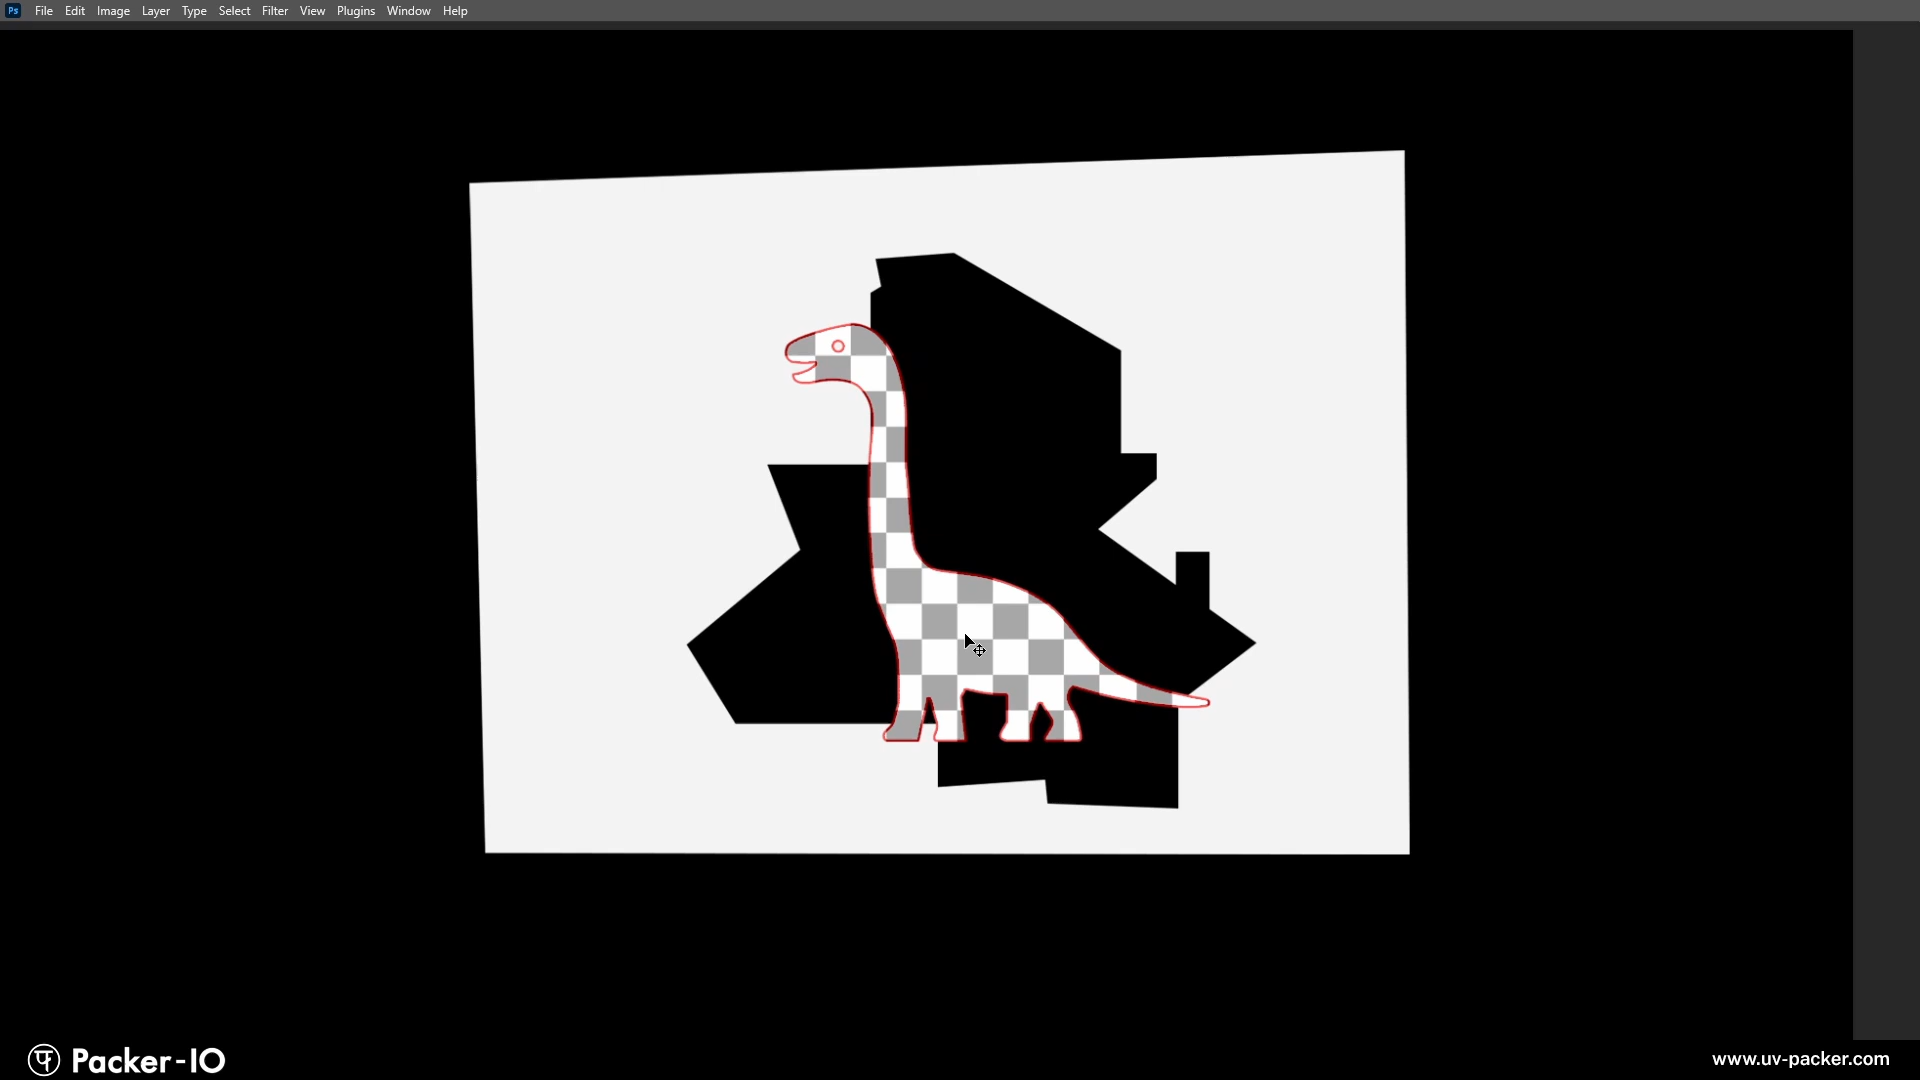 Ps File Edit Image Layer Type Select Filter View Plugins Window Help
Packer-IO
www.uv-packer.com